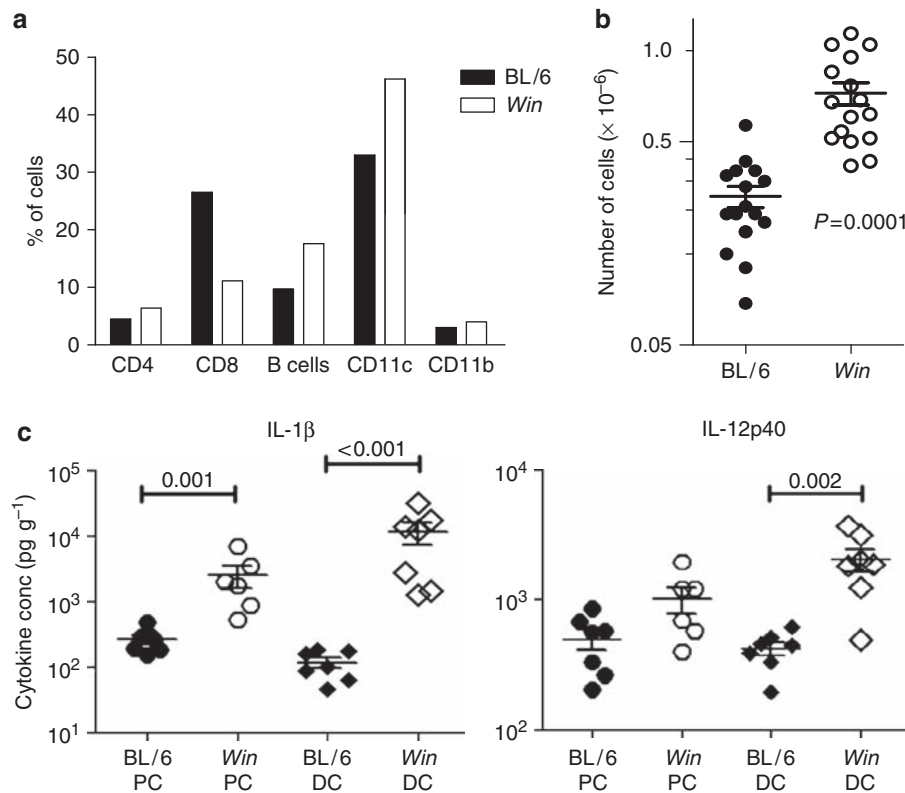 a
50
40
30
20
10
0
% of cells
BL/6
Win
CD4
CD8
B cells
CD11c
CD11b
b
1.0
0.5
0.05
Number of cells (× 10⁻⁶)
P=0.0001
BL/6
Win
c
IL-1β
10⁵
10⁴
10³
10²
10¹
Cytokine conc (pg g⁻¹)
0.001
<0.001
BL/6
PC
Win
PC
BL/6
DC
Win
DC
IL-12p40
10⁴
10³
10²
0.002
BL/6
PC
Win
PC
BL/6
DC
Win
DC